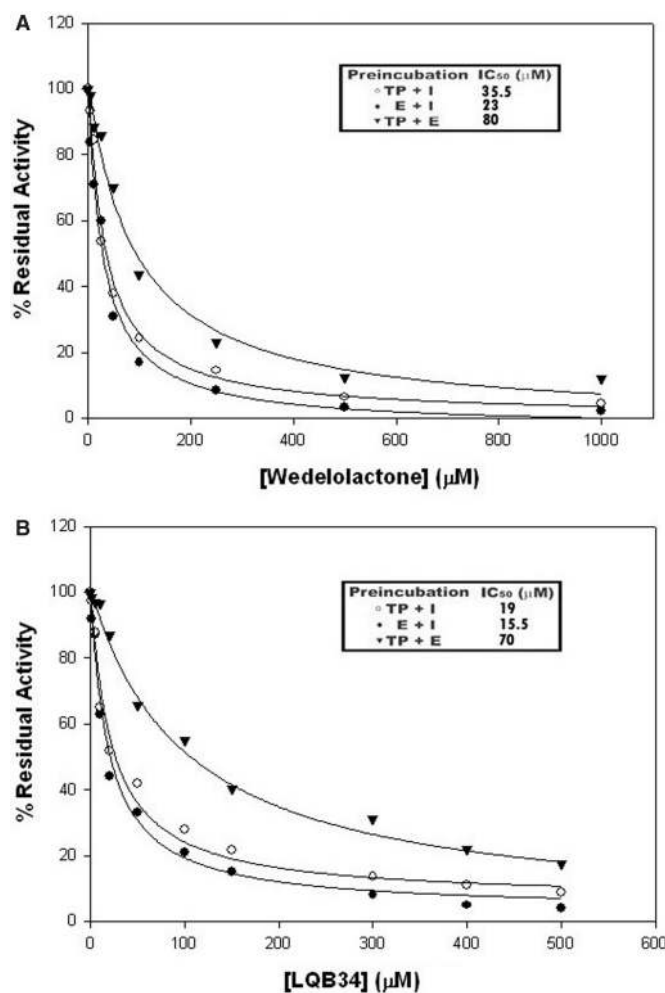 A
120
100
80
60
40
20
0
% Residual Activity
Preincubation IC₅₀ (μM)
○ TP + I 35.5
● E + I 23
▼ TP + E 80
0 200 400 600 800 1000
[Wedelolactone] (μM)
B
120
100
80
60
40
20
0
% Residual Activity
Preincubation IC₅₀ (μM)
○ TP + I 19
● E + I 15.5
▼ TP + E 70
0 100 200 300 400 500 600
[LQB34] (μM)